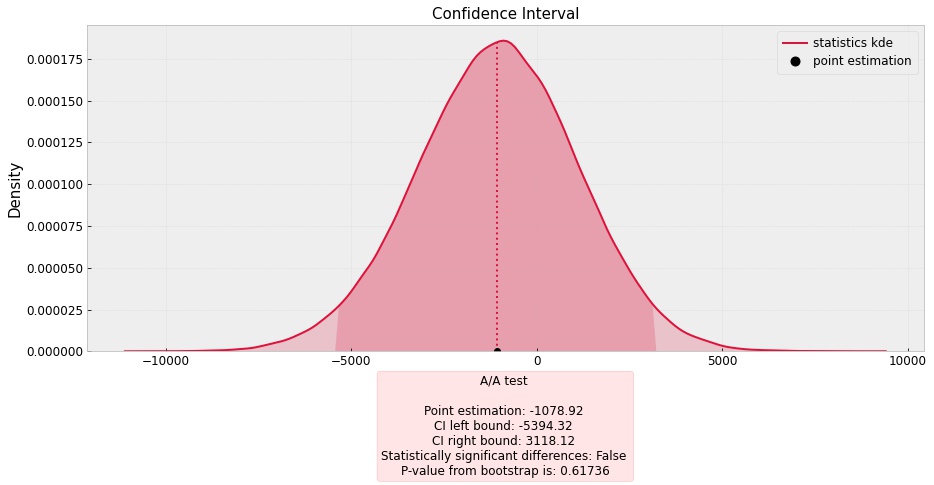 Confidence Interval
statistics kde
point estimation
Density
0.000175
0.000150
0.000125
0.000100
0.000075
0.000050
0.000025
0.000000
−10000
−5000
0
5000
10000
A/A test
Point estimation: -1078.92
CI left bound: -5394.32
CI right bound: 3118.12
Statistically significant differences: False
P-value from bootstrap is: 0.61736